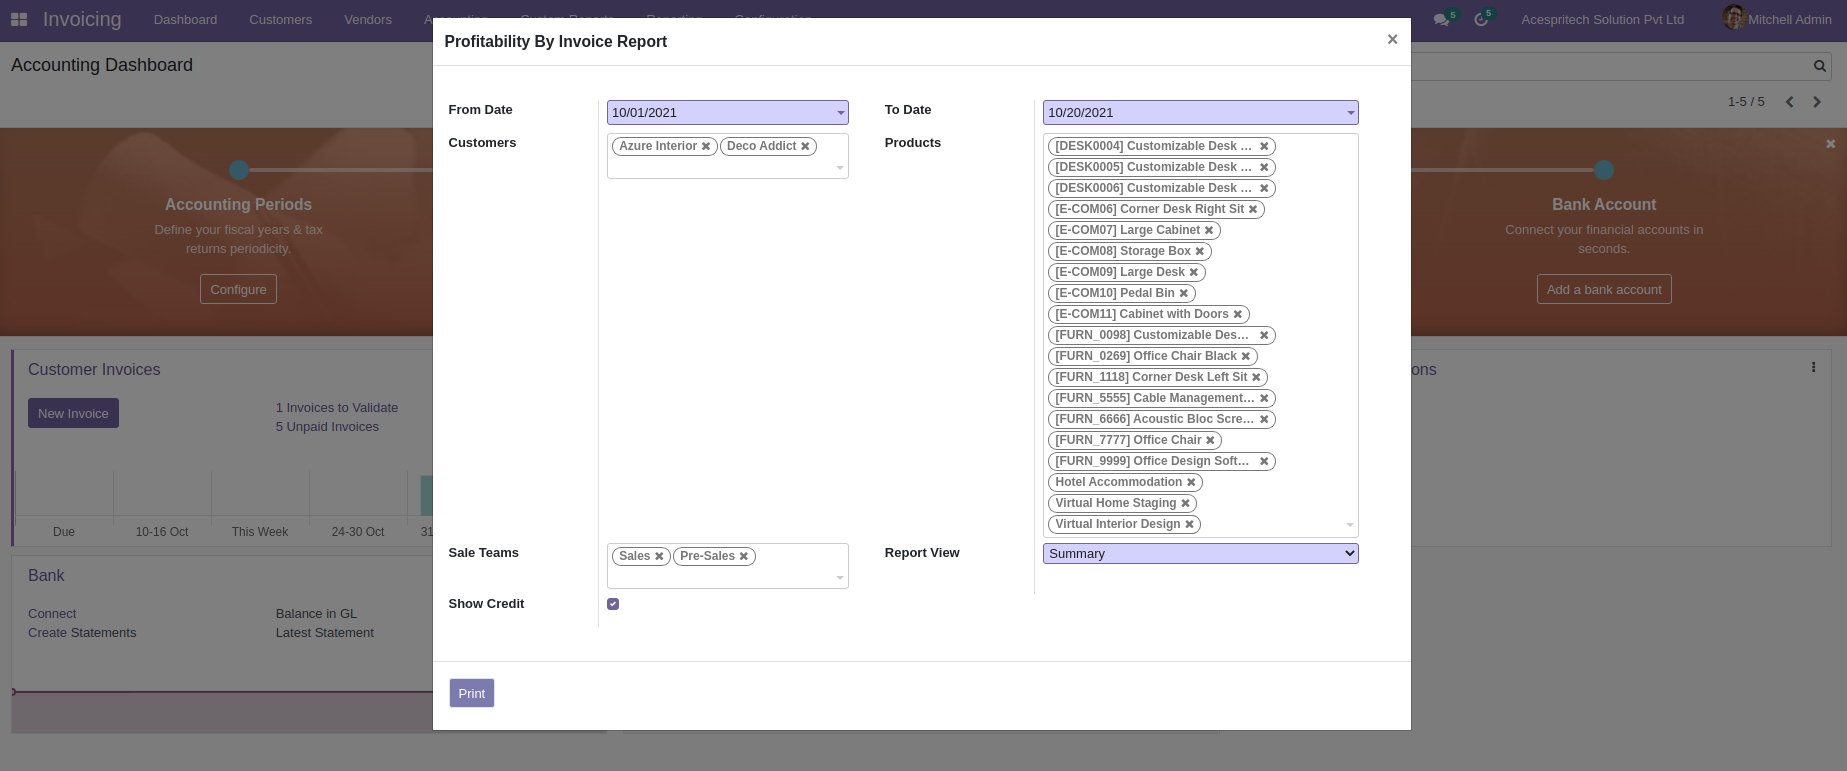 Invoicing Dashboard Customers Vendors Accounting Custom Reports Reporting Configuration 5 5 Acespritech Solution Pvt Ltd Mitchell Admin
Accounting Dashboard
1-5 / 5
Accounting Periods
Define your fiscal years & tax
returns periodicity.
Configure
Bank Account
Connect your financial accounts in
seconds.
Add a bank account
Customer Invoices
New Invoice
1 Invoices to Validate
5 Unpaid Invoices
Due 10-16 Oct This Week 24-30 Oct 31
ons
Bank
Connect Balance in GL
Create Statements Latest Statement
Profitability By Invoice Report ×
From Date 10/01/2021 To Date 10/20/2021
Customers Azure Interior Deco Addict Products
[DESK0004] Customizable Desk ...
[DESK0005] Customizable Desk ...
[DESK0006] Customizable Desk ...
[E-COM06] Corner Desk Right Sit
[E-COM07] Large Cabinet
[E-COM08] Storage Box
[E-COM09] Large Desk
[E-COM10] Pedal Bin
[E-COM11] Cabinet with Doors
[FURN_0098] Customizable Des...
[FURN_0269] Office Chair Black
[FURN_1118] Corner Desk Left Sit
[FURN_5555] Cable Management...
[FURN_6666] Acoustic Bloc Scre...
[FURN_7777] Office Chair
[FURN_9999] Office Design Soft...
Hotel Accommodation
Virtual Home Staging
Virtual Interior Design
Sale Teams Sales Pre-Sales Report View Summary
Show Credit
Print